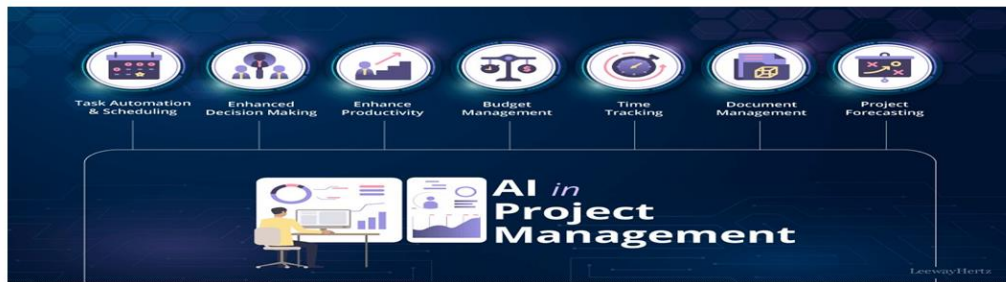 Task Automation
& Scheduling
Enhanced
Decision Making
Enhance
Productivity
Budget
Management
Time
Tracking
Document
Management
Project
Forecasting
AI in
Project
Management
LeewayHertz